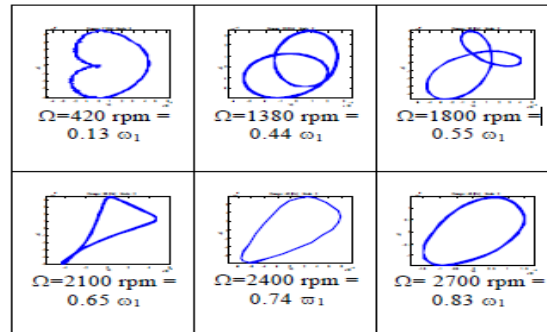 Ω=420 rpm =
0.13 ω₁
Ω=1380 rpm =
0.44 ω₁
Ω=1800 rpm =
0.55 ω₁
Ω=2100 rpm =
0.65 ω₁
Ω=2400 rpm =
0.74 ϖ₁
Ω= 2700 rpm =
0.83 ω₁